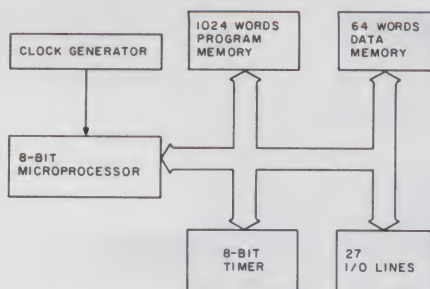 CLOCK GENERATOR
1024 WORDS
PROGRAM
MEMORY
64 WORDS
DATA
MEMORY
8-BIT
MICROPROCESSOR
8-BIT
TIMER
27
I/O LINES